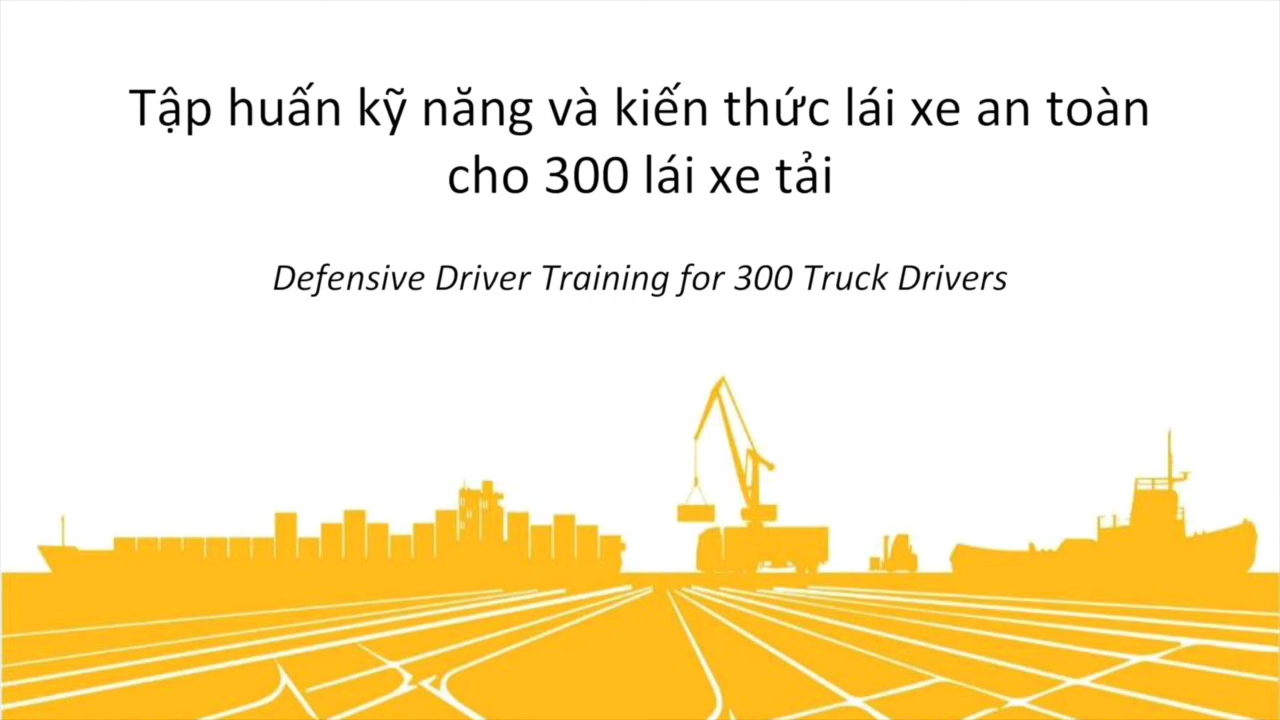 Tập huấn kỹ năng và kiến thức lái xe an toàn
cho 300 lái xe tải
Defensive Driver Training for 300 Truck Drivers